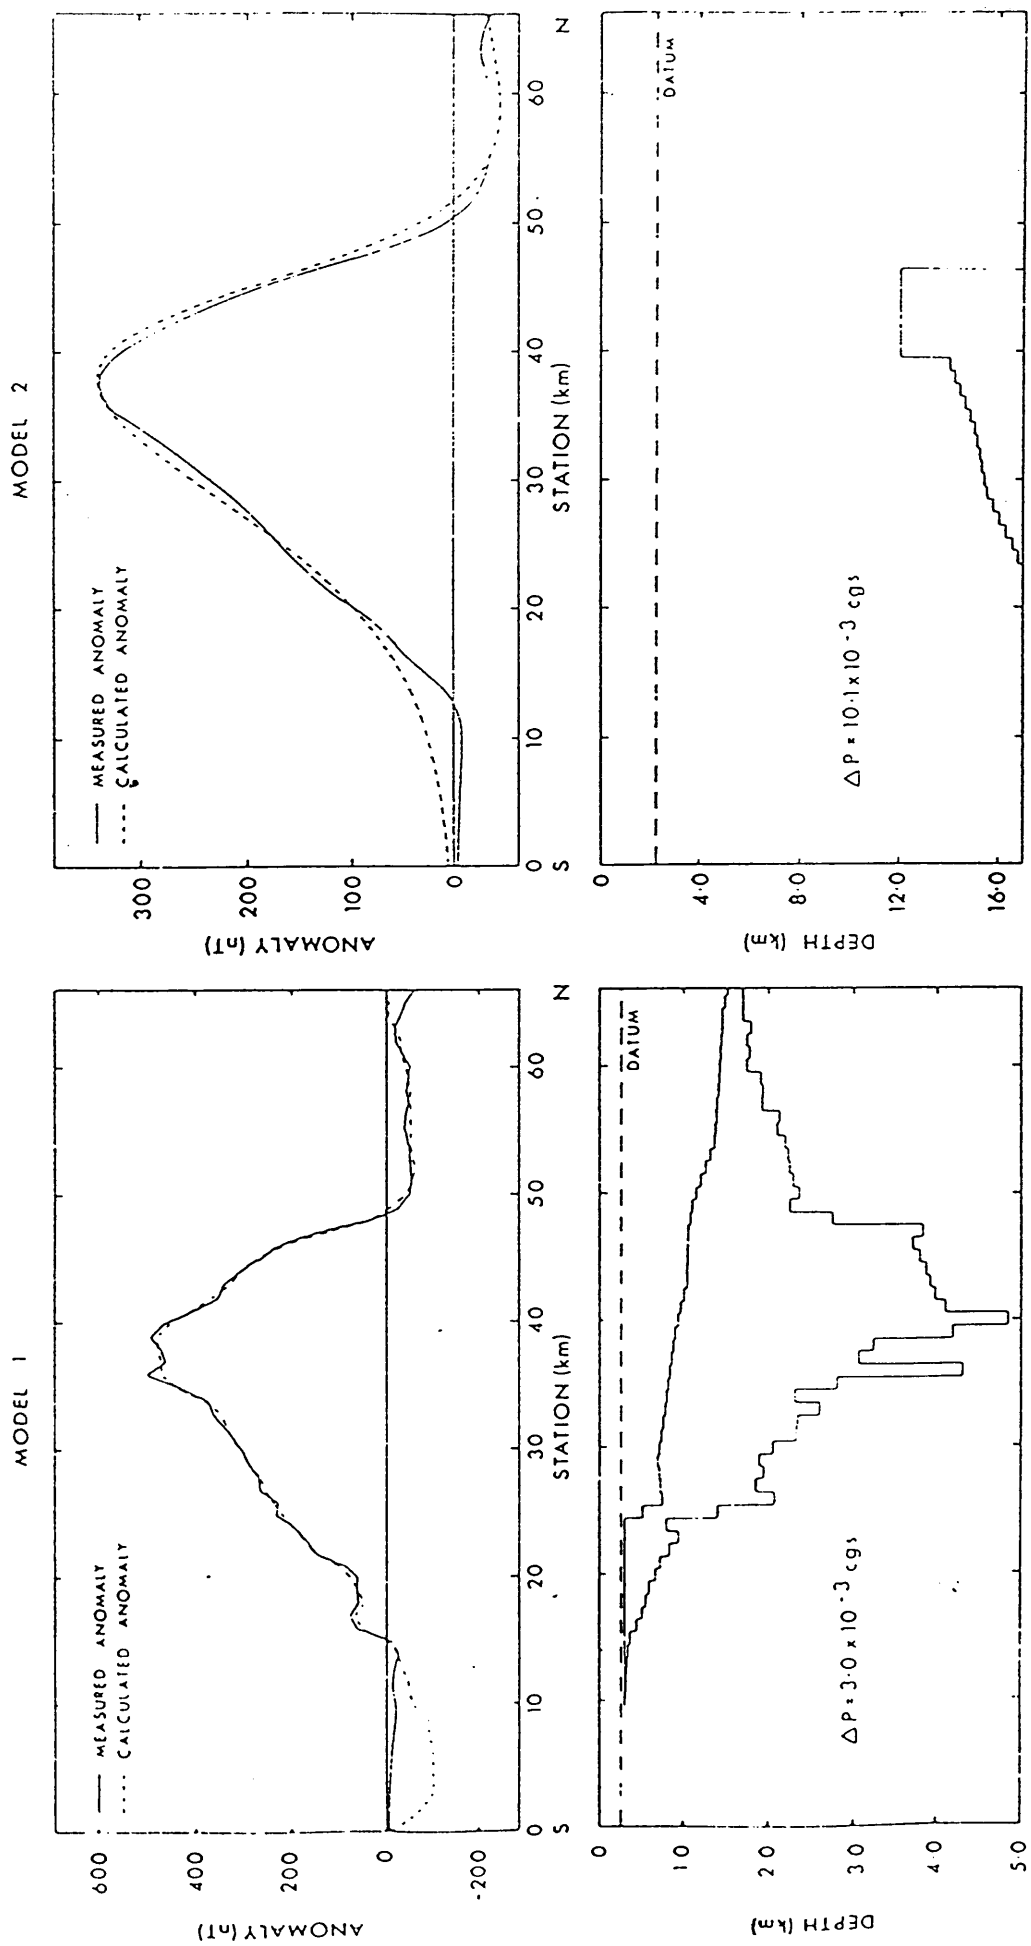 MODEL 1
MEASURED ANOMALY
CALCULATED ANOMALY
ANOMALY (nT)
600
400
200
0
-200
0 10 20 30 40 50 60
S STATION (km) N
DEPTH (km)
0
1.0
2.0
3.0
4.0
5.0
DATUM
ΔP = 3·0 x 10⁻³ cgs
MODEL 2
MEASURED ANOMALY
CALCULATED ANOMALY
ANOMALY (nT)
300
200
100
0
0 10 20 30 40 50 60
S STATION (km) N
DEPTH (km)
0
4·0
8·0
12·0
16·0
DATUM
ΔP = 10·1 x 10⁻³ cgs